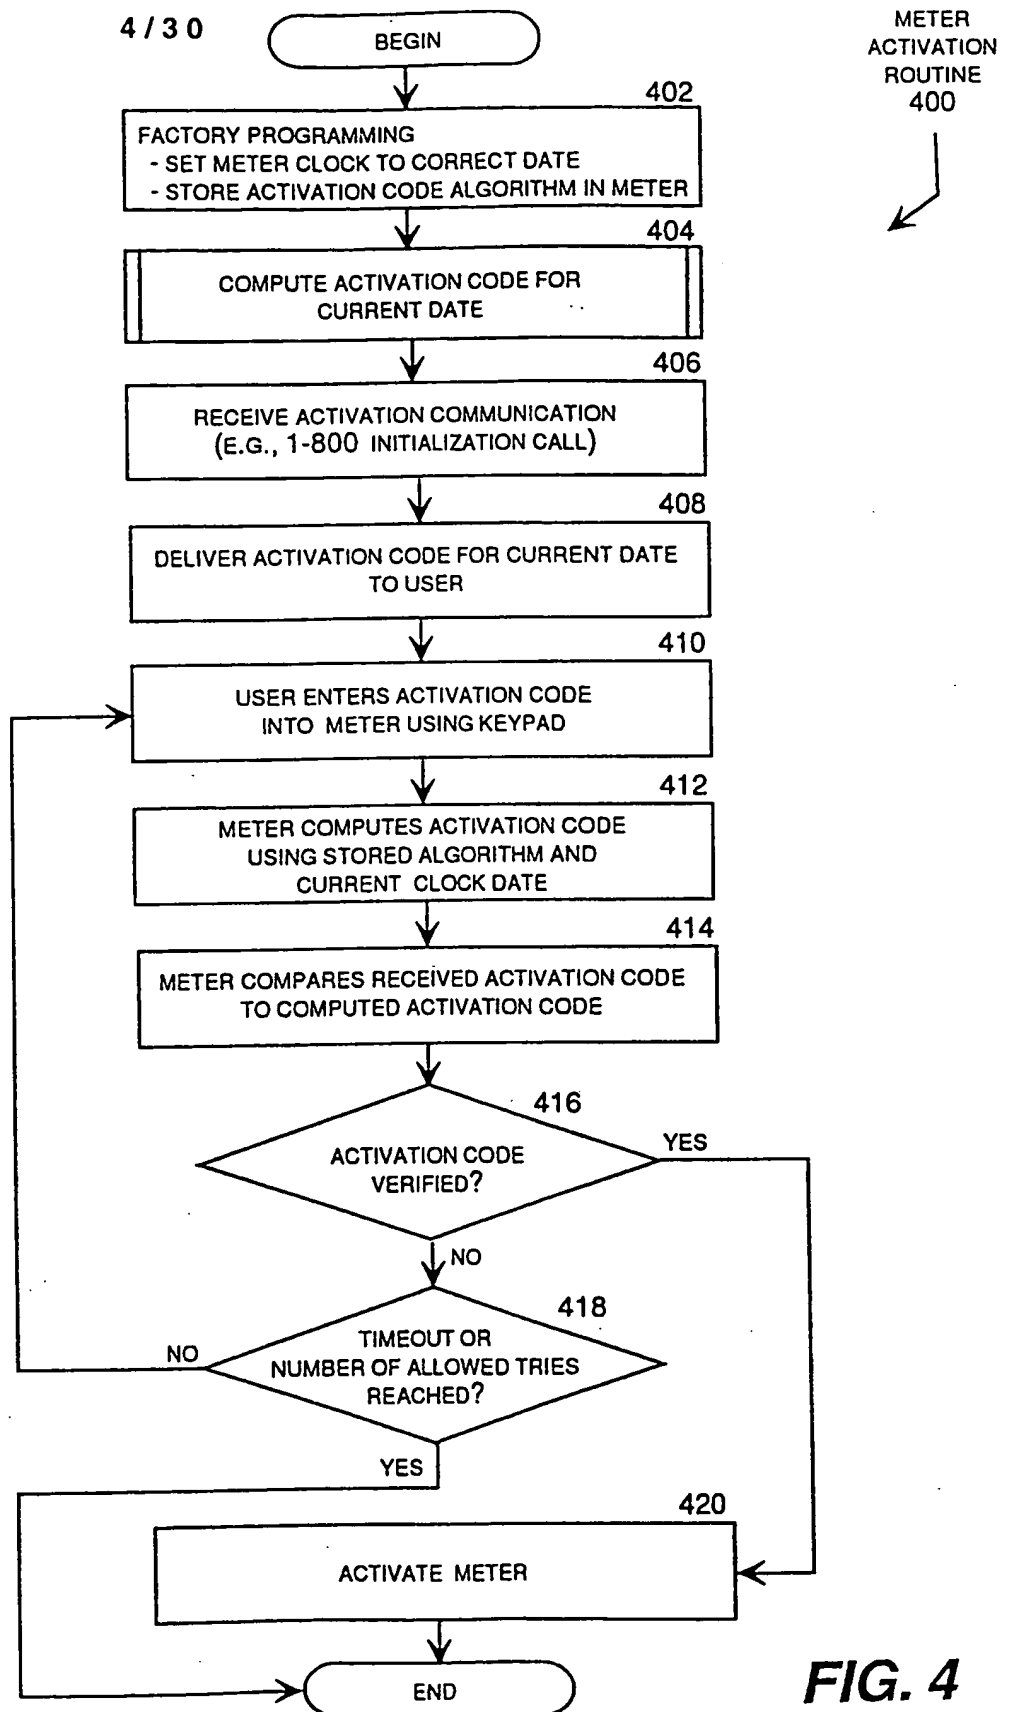 4/30
BEGIN
METER
ACTIVATION
ROUTINE
400
402
FACTORY PROGRAMMING
- SET METER CLOCK TO CORRECT DATE
- STORE ACTIVATION CODE ALGORITHM IN METER
404
COMPUTE ACTIVATION CODE FOR
CURRENT DATE
406
RECEIVE ACTIVATION COMMUNICATION
(E.G., 1-800 INITIALIZATION CALL)
408
DELIVER ACTIVATION CODE FOR CURRENT DATE
TO USER
410
USER ENTERS ACTIVATION CODE
INTO METER USING KEYPAD
412
METER COMPUTES ACTIVATION CODE
USING STORED ALGORITHM AND
CURRENT CLOCK DATE
414
METER COMPARES RECEIVED ACTIVATION CODE
TO COMPUTED ACTIVATION CODE
416
ACTIVATION CODE
VERIFIED?
YES
NO
418
TIMEOUT OR
NUMBER OF ALLOWED TRIES
REACHED?
NO
YES
420
ACTIVATE METER
END
FIG. 4